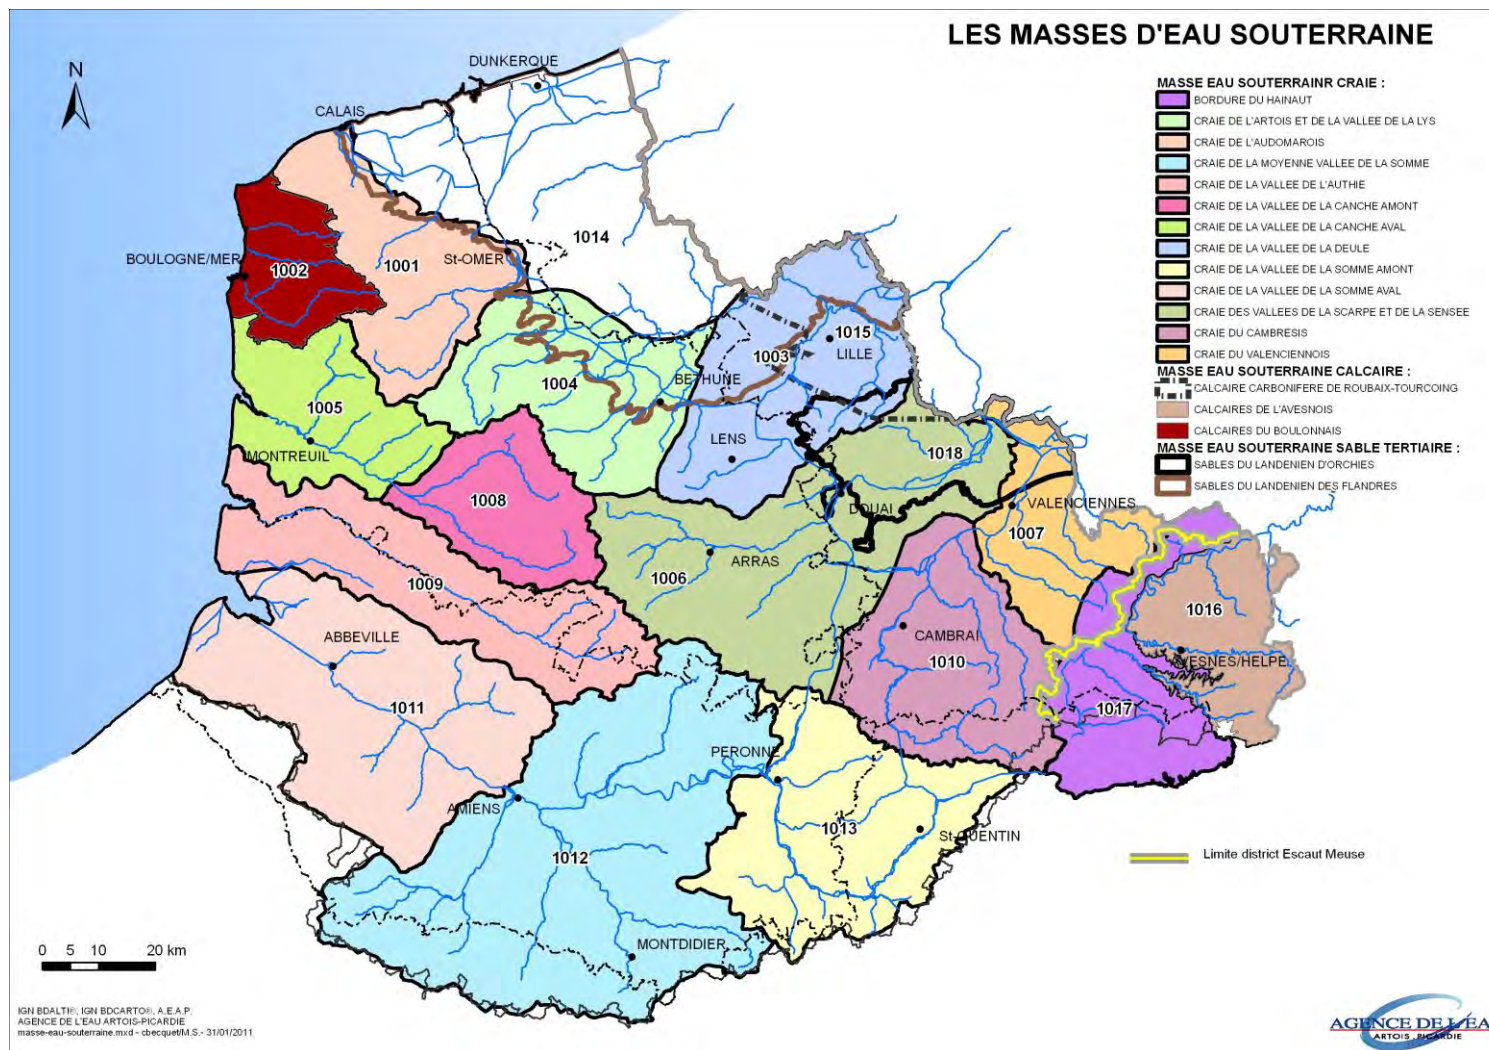 LES MASSES D'EAU SOUTERRAINE
N
DUNKERQUE
CALAIS
BOULOGNE/MER
St-OMER
MONTREUIL
BETHUNE
LILLE
LENS
DOUAI
VALENCIENNES
ARRAS
CAMBRAI
AVESNES/HELPE
ABBEVILLE
PERONNE
AMIENS
St-QUENTIN
MONTDIDIER
1014
1002
1001
1015
1003
1004
1005
1018
1008
1007
1006
1009
1016
1010
1011
1017
1013
1012
MASSE EAU SOUTERRAINR CRAIE :
BORDURE DU HAINAUT
CRAIE DE L'ARTOIS ET DE LA VALLEE DE LA LYS
CRAIE DE L'AUDOMAROIS
CRAIE DE LA MOYENNE VALLEE DE LA SOMME
CRAIE DE LA VALLEE DE L'AUTHIE
CRAIE DE LA VALLEE DE LA CANCHE AMONT
CRAIE DE LA VALLEE DE LA CANCHE AVAL
CRAIE DE LA VALLEE DE LA DEULE
CRAIE DE LA VALLEE DE LA SOMME AMONT
CRAIE DE LA VALLEE DE LA SOMME AVAL
CRAIE DES VALLEES DE LA SCARPE ET DE LA SENSEE
CRAIE DU CAMBRESIS
CRAIE DU VALENCIENNOIS
MASSE EAU SOUTERRAINE CALCAIRE :
CALCAIRE CARBONIFERE DE ROUBAIX-TOURCOING
CALCAIRES DE L'AVESNOIS
CALCAIRES DU BOULONNAIS
MASSE EAU SOUTERRAINE SABLE TERTIAIRE :
SABLES DU LANDENIEN D'ORCHIES
SABLES DU LANDENIEN DES FLANDRES
Limite district Escaut Meuse
0 5 10 20 km
IGN BDALTI®, IGN BDCARTO®, A.E.A.P.
AGENCE DE L'EAU ARTOIS-PICARDIE
masse-eau-souterraine.mxd - cbecquet/M.S.- 31/01/2011
AGENCE DE L'EA
ARTOIS . PICARDIE